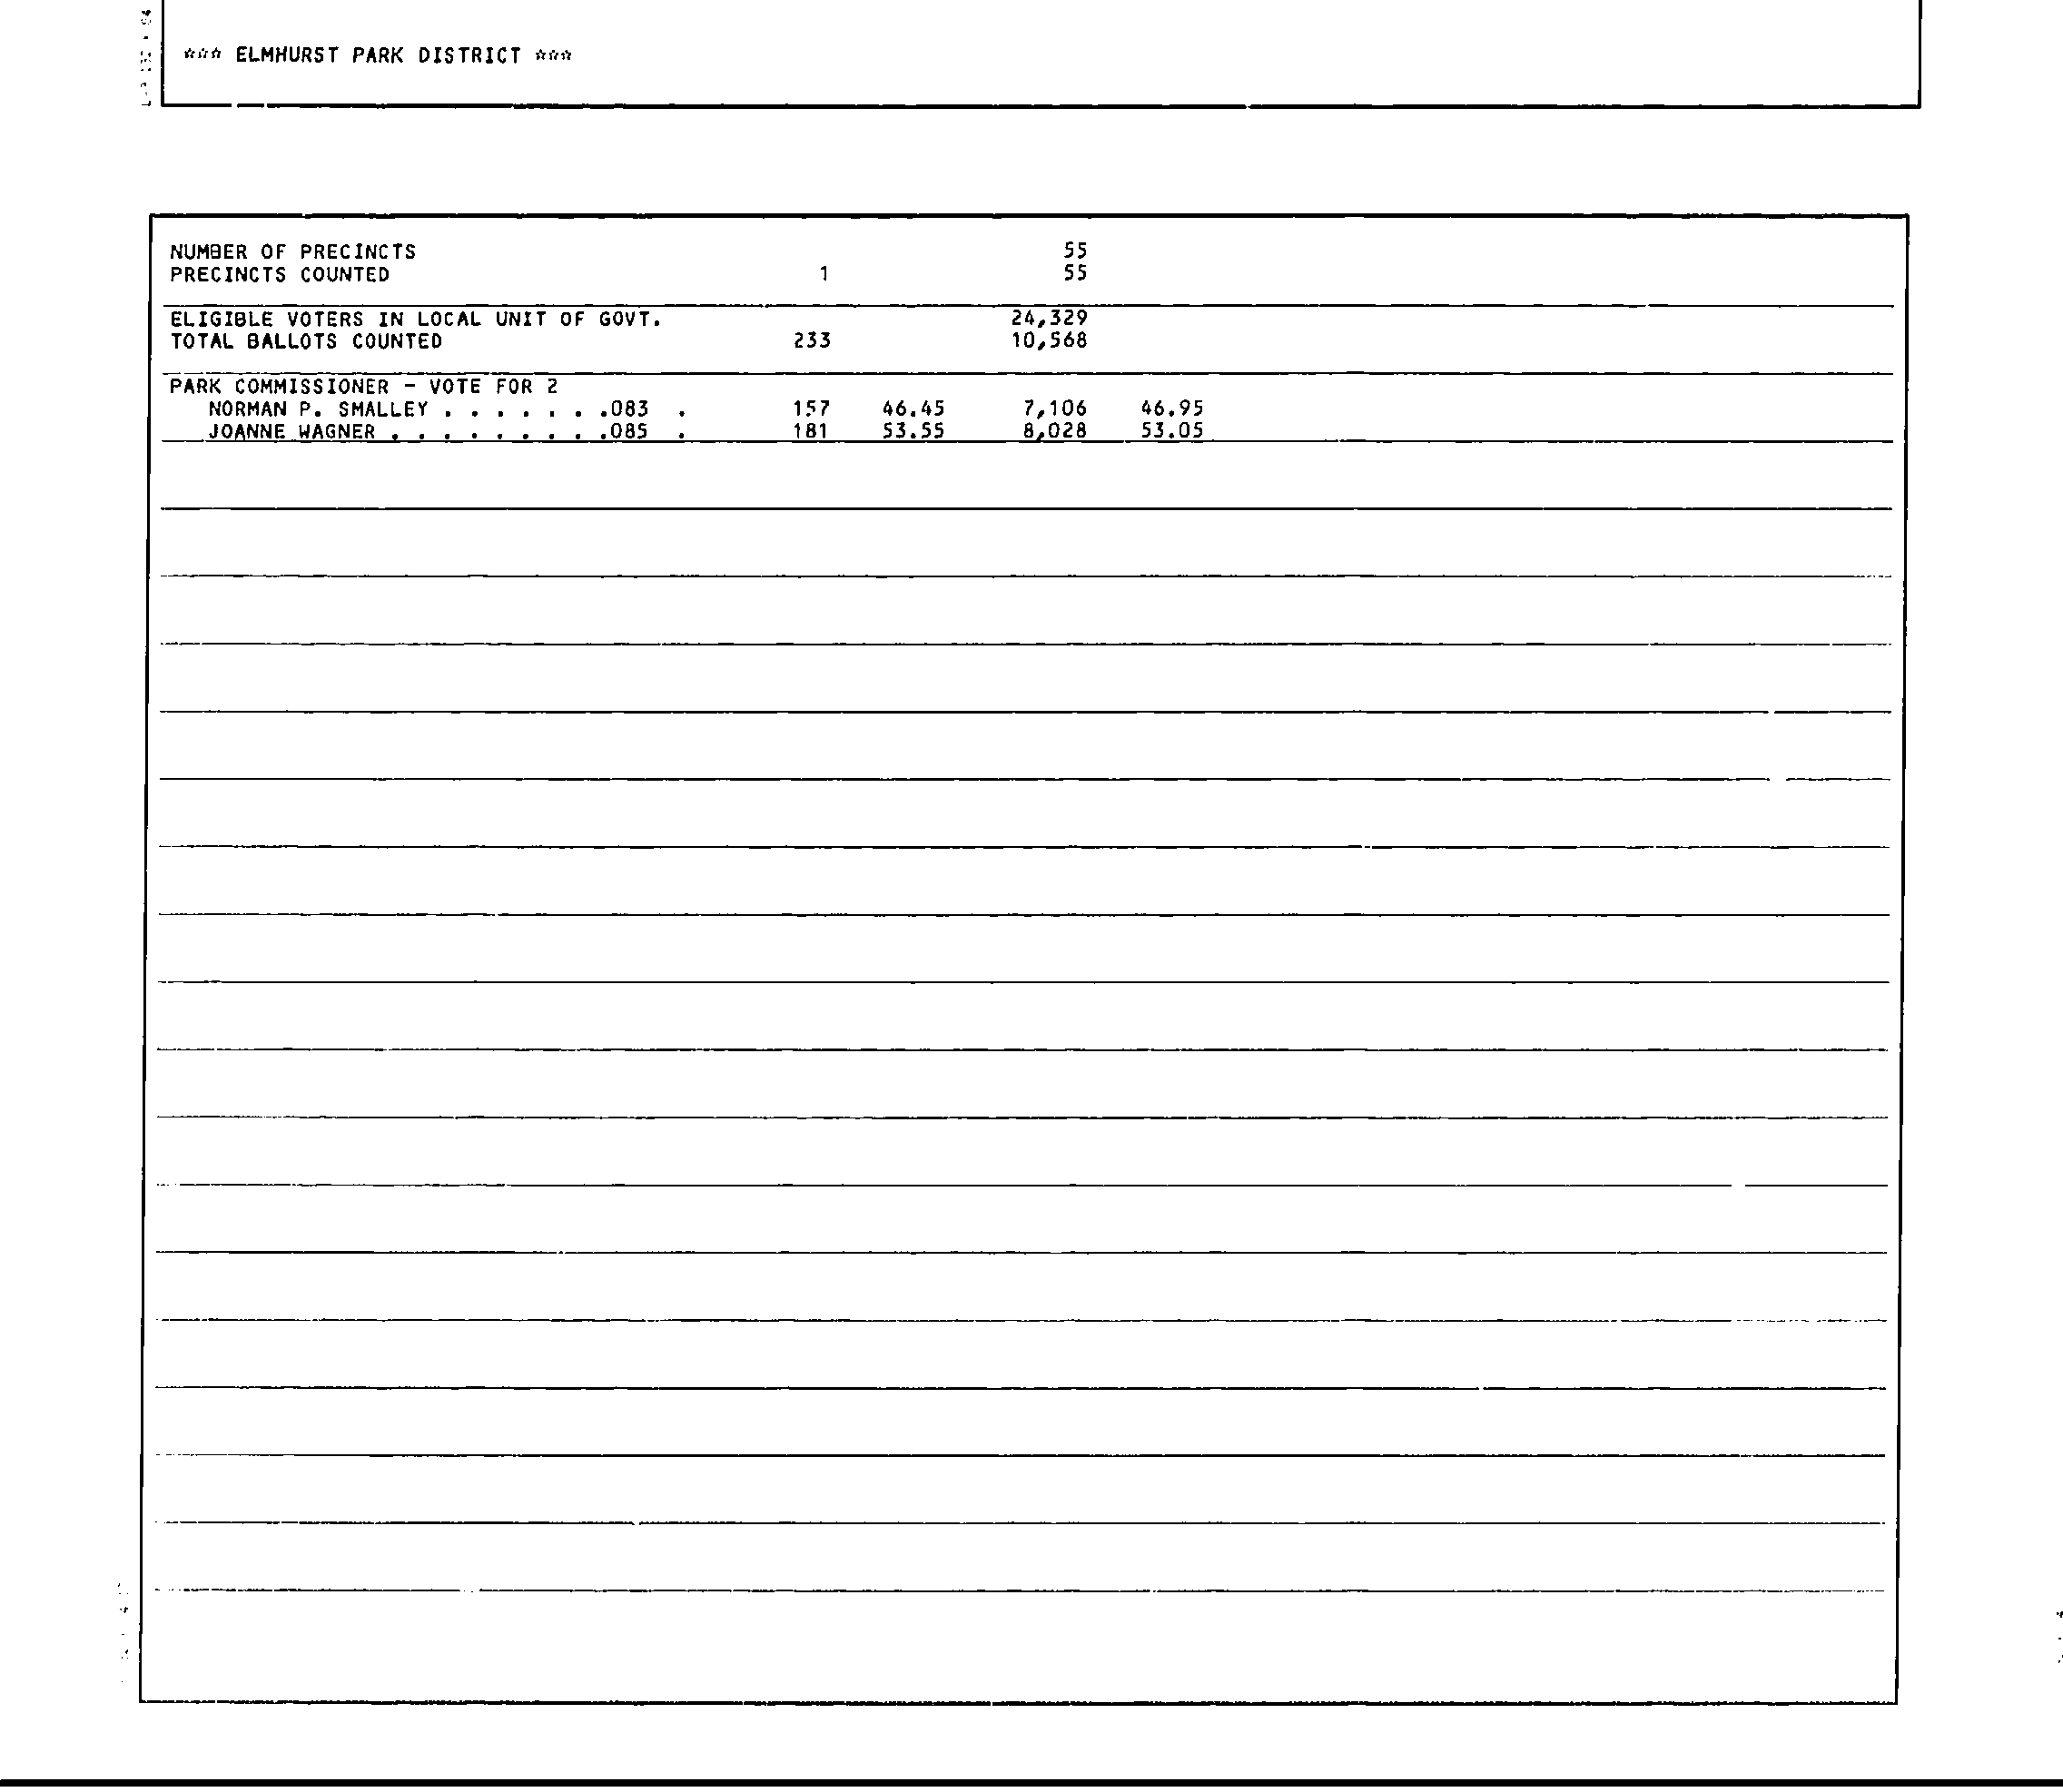 *** ELMHURST PARK DISTRICT ***
NUMBER OF PRECINCTS 55
PRECINCTS COUNTED 1 55
ELIGIBLE VOTERS IN LOCAL UNIT OF GOVT. 24,329
TOTAL BALLOTS COUNTED 233 10,568
PARK COMMISSIONER - VOTE FOR 2
NORMAN P. SMALLEY . . . . . . .083 . 157 46.45 7,106 46.95
JOANNE WAGNER . . . . . . . . .085 . 181 53.55 8,028 53.05